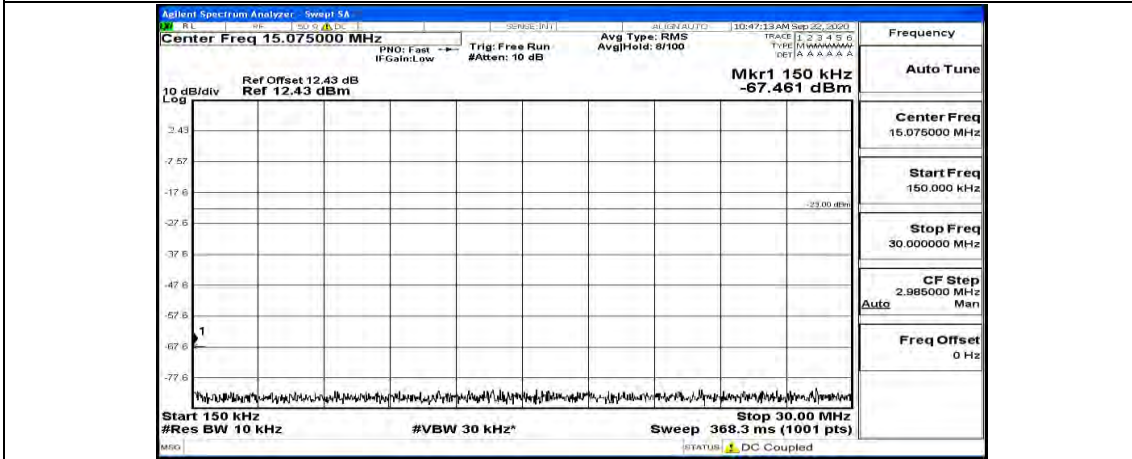 Agilent Spectrum Analyzer - Swept SA
RL RF 50 Ω DC SENSE:INT ALIGN AUTO 10:47:13 AM Sep 22, 2020
Center Freq 15.075000 MHz
PNO: Fast
IFGain:Low
Trig: Free Run
#Atten: 10 dB
Avg Type: RMS
Avg|Hold: 8/100
TRACE 1 2 3 4 5 6
TYPE M WWWWW
DET A A A A A A
Ref Offset 12.43 dB
10 dB/div Ref 12.43 dBm
Log
Mkr1 150 kHz
-67.461 dBm
2.43
-7.57
-17.6
-23.00 dBm
-27.6
-37.6
-47.6
-57.6
1
-67.6
-77.6
Start 150 kHz
Stop 30.00 MHz
#Res BW 10 kHz
#VBW 30 kHz*
Sweep 368.3 ms (1001 pts)
MSG
STATUS DC Coupled
Frequency
Auto Tune
Center Freq
15.075000 MHz
Start Freq
150.000 kHz
Stop Freq
30.000000 MHz
CF Step
2.985000 MHz
Auto Man
Freq Offset
0 Hz